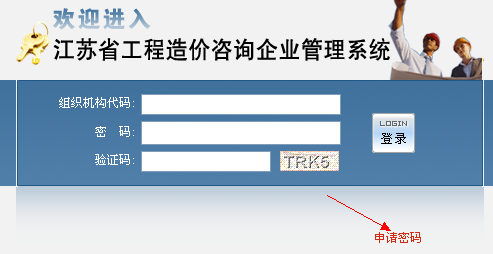 欢迎进入
江苏省工程造价咨询企业管理系统
组织机构代码：
密 码：
LOGIN
登录
验证码：
TRK5
申请密码